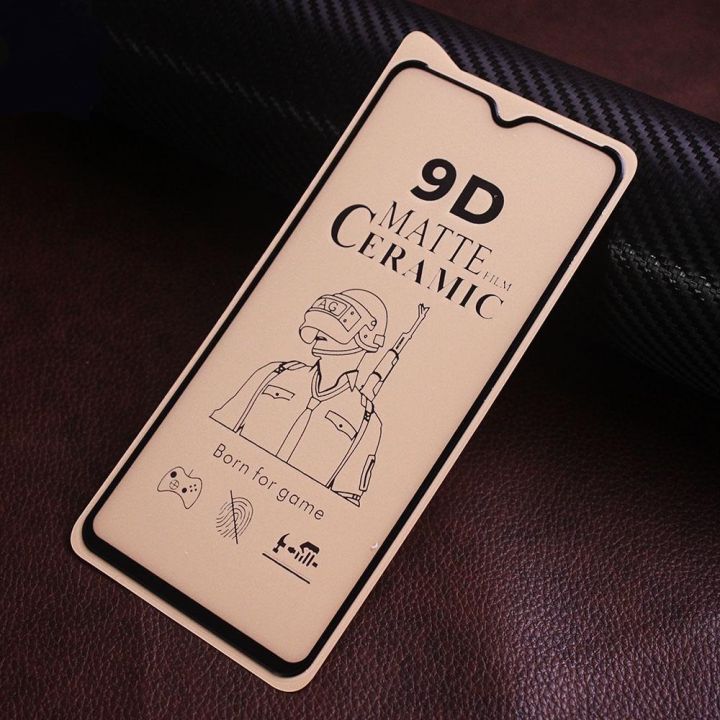 9D
MATTE
FILM
CERAMIC
AG
Born for game